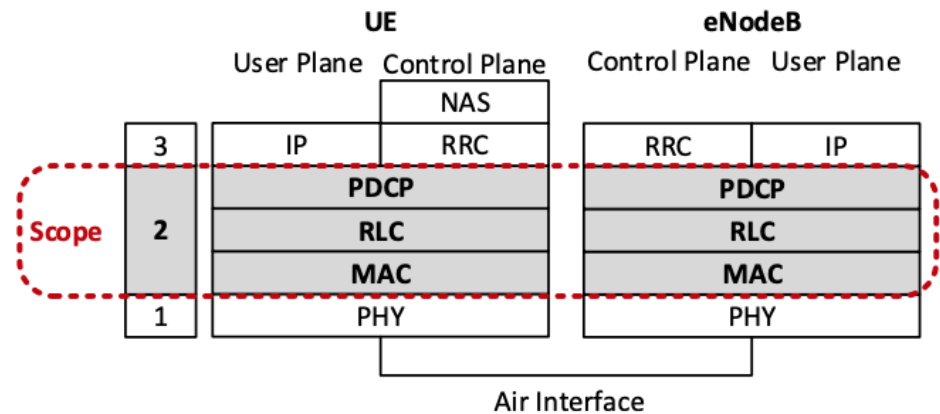 UE eNodeB
User Plane Control Plane Control Plane User Plane
NAS
3 IP RRC RRC IP
PDCP PDCP
Scope 2 RLC RLC
MAC MAC
1 PHY PHY
Air Interface